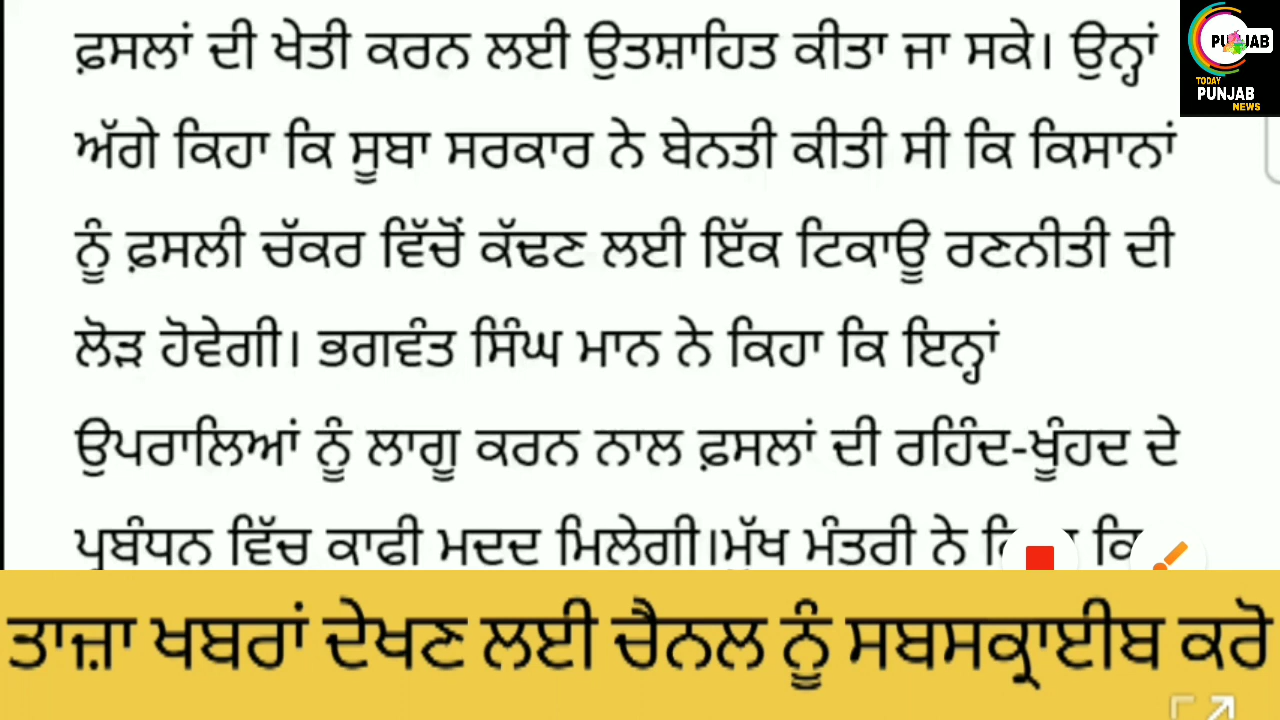 ਫ਼ਸਲਾਂ ਦੀ ਖੇਤੀ ਕਰਨ ਲਈ ਉਤਸ਼ਾਹਿਤ ਕੀਤਾ ਜਾ ਸਕੇ। ਉਨ੍ਹਾਂ
ਅੱਗੇ ਕਿਹਾ ਕਿ ਸੂਬਾ ਸਰਕਾਰ ਨੇ ਬੇਨਤੀ ਕੀਤੀ ਸੀ ਕਿ ਕਿਸਾਨਾਂ
ਨੂੰ ਫ਼ਸਲੀ ਚੱਕਰ ਵਿੱਚੋਂ ਕੱਢਣ ਲਈ ਇੱਕ ਟਿਕਾਊ ਰਣਨੀਤੀ ਦੀ
ਲੋੜ ਹੋਵੇਗੀ। ਭਗਵੰਤ ਸਿੰਘ ਮਾਨ ਨੇ ਕਿਹਾ ਕਿ ਇਨ੍ਹਾਂ
ਉਪਰਾਲਿਆਂ ਨੂੰ ਲਾਗੂ ਕਰਨ ਨਾਲ ਫ਼ਸਲਾਂ ਦੀ ਰਹਿੰਦ-ਖੂੰਹਦ ਦੇ
ਪ੍ਰਬੰਧਨ ਵਿੱਚ ਕਾਫੀ ਮਦਦ ਮਿਲੇਗੀ।ਮੁੱਖ ਮੰਤਰੀ ਨੇ ਕਿ
ਤਾਜ਼ਾ ਖਬਰਾਂ ਦੇਖਣ ਲਈ ਚੈਨਲ ਨੂੰ ਸਬਸਕ੍ਰਾਈਬ ਕਰੋ
PUNJAB
TODAY
PUNJAB
NEWS